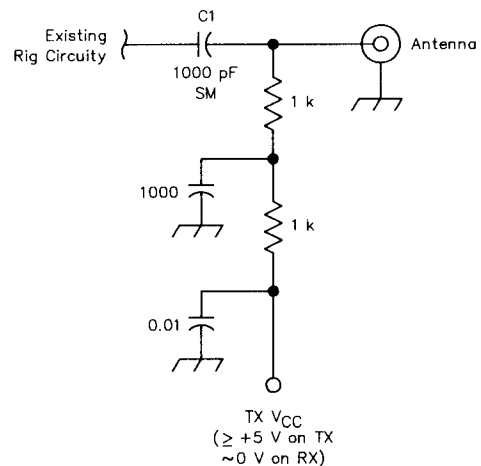 C1
Existing
Rig Circuity
1000 pF
SM
Antenna
1 k
1000
1 k
0.01
TX VCC
(≥ +5 V on TX
~0 V on RX)